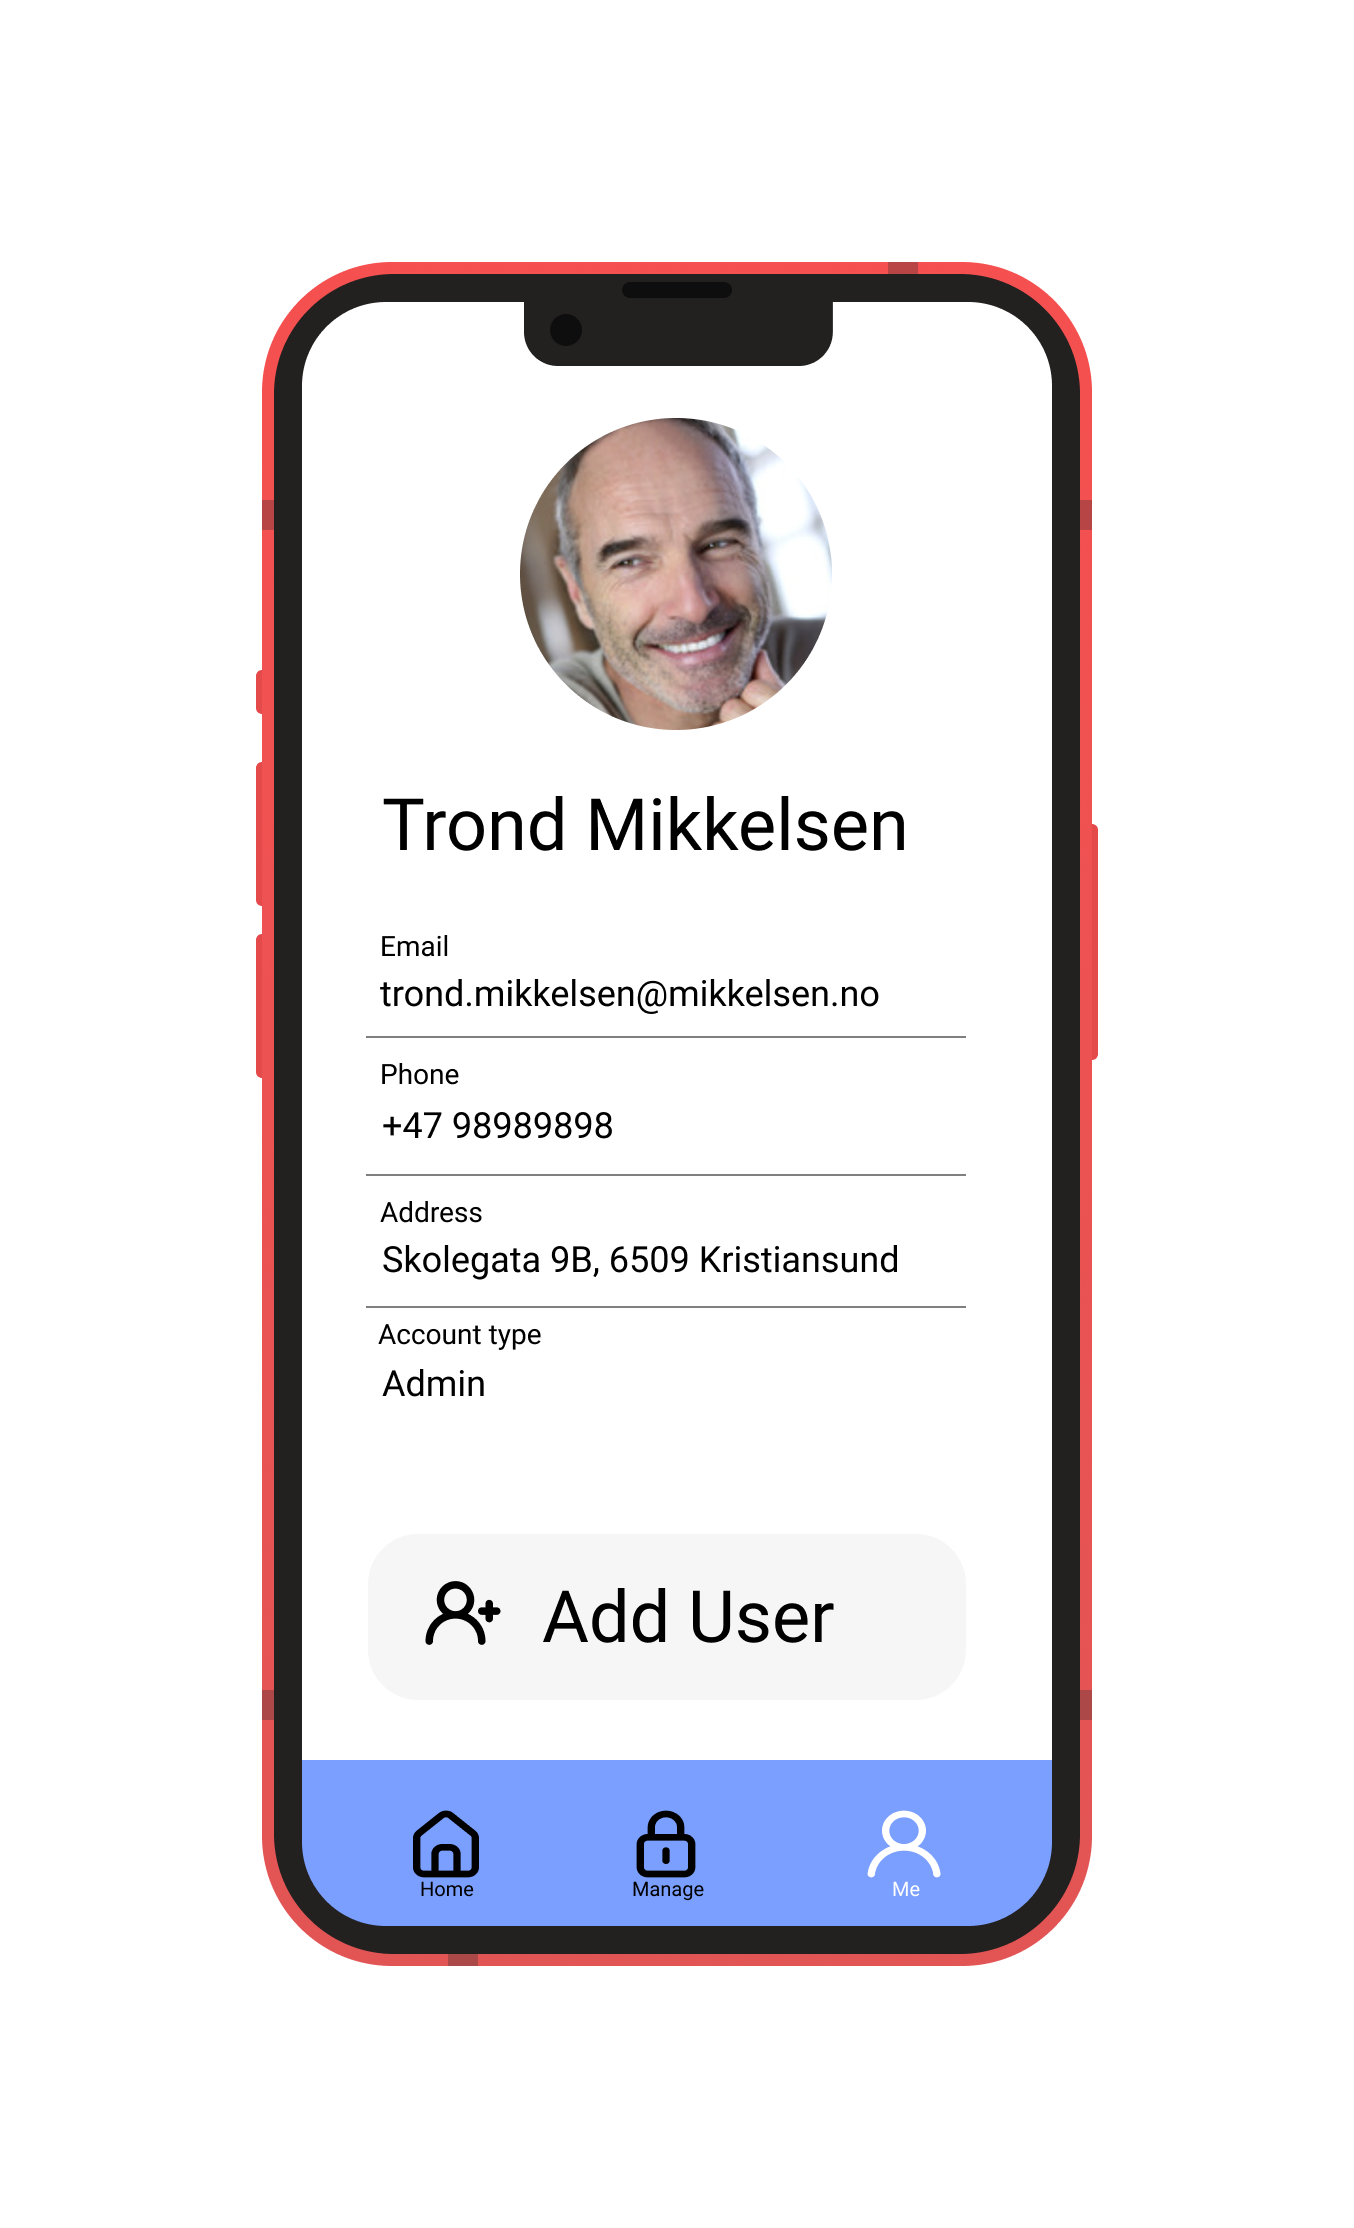 Trond Mikkelsen
Email
trond.mikkelsen@mikkelsen.no
Phone
+47 98989898
Address
Skolegata 9B, 6509 Kristiansund
Account type
Admin
Add User
Home
Manage
Me